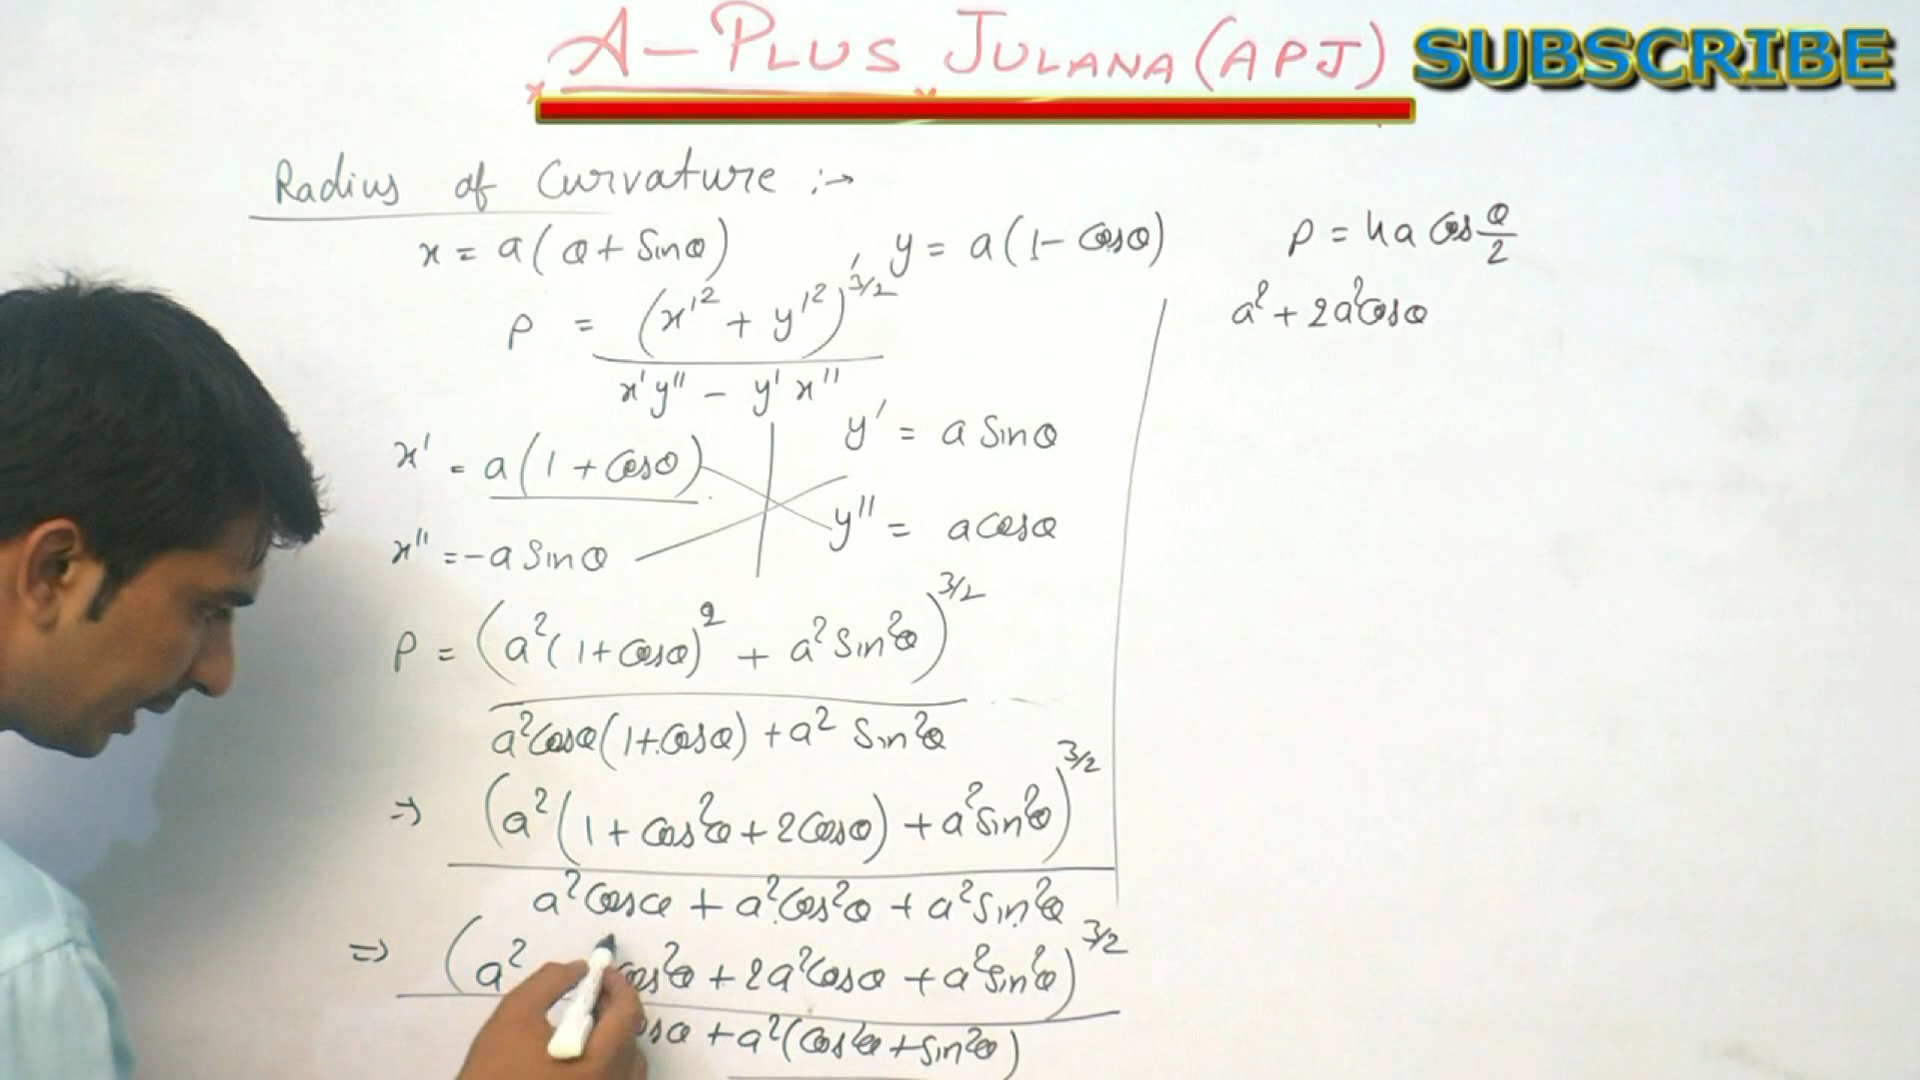 A-PLUS JULANA (APJ) SUBSCRIBE
Radius of Curvature :→
x = a(θ + Sinθ) , y = a(1 - Cosθ)
ρ = (x'² + y'²)^3/2
x'y'' - y'x''
x' = a(1 + Cosθ)
y' = a Sinθ
x'' = -a Sinθ
y'' = a Cosθ
ρ = (a²(1 + Cosθ)² + a² Sin²θ)^3/2
a²Cosθ(1 + Cosθ) + a² Sin²θ
⇒ (a²(1 + Cos²θ + 2Cosθ) + a²Sin²θ)^3/2
a²Cosθ + a²Cos²θ + a²Sin²θ
⇒ (a² Cos²θ + 2a²Cosθ + a²Sin²θ)^3/2
osθ + a²(Cos²θ + Sin²θ)
ρ = 4a Cos θ/2
a² + 2a²Cosθ